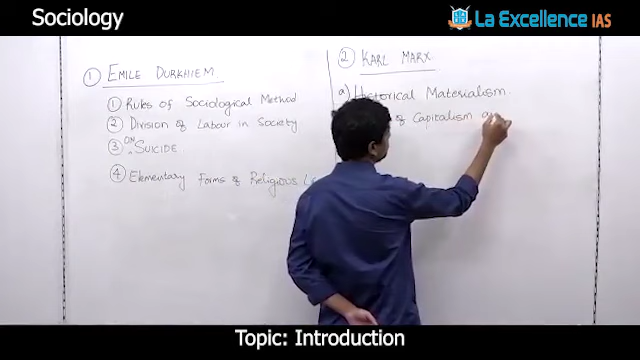 Sociology
La Excellence IAS
① EMILE DURKHIEM
① Rules of Sociological Method
② Division of Labour in Society
③ ON SUICIDE
④ Elementary Forms of Religious
② KARL MARX
a) Historical Materialism.
of Capitalism
Topic: Introduction